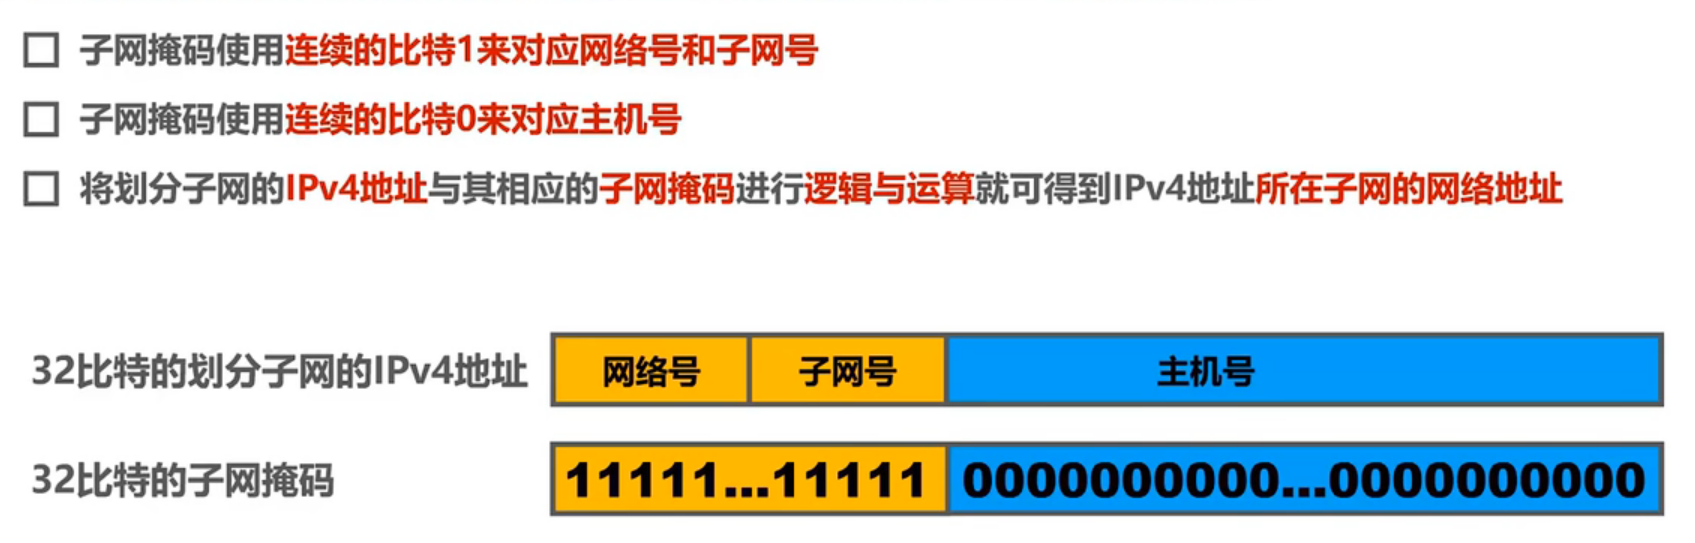 子网掩码使用连续的比特1来对应网络号和子网号
子网掩码使用连续的比特0来对应主机号
将划分子网的IPv4地址与其相应的子网掩码进行逻辑与运算就可得到IPv4地址所在子网的网络地址
32比特的划分子网的IPv4地址 网络号 子网号 主机号
32比特的子网掩码 11111...11111 0000000000...0000000000